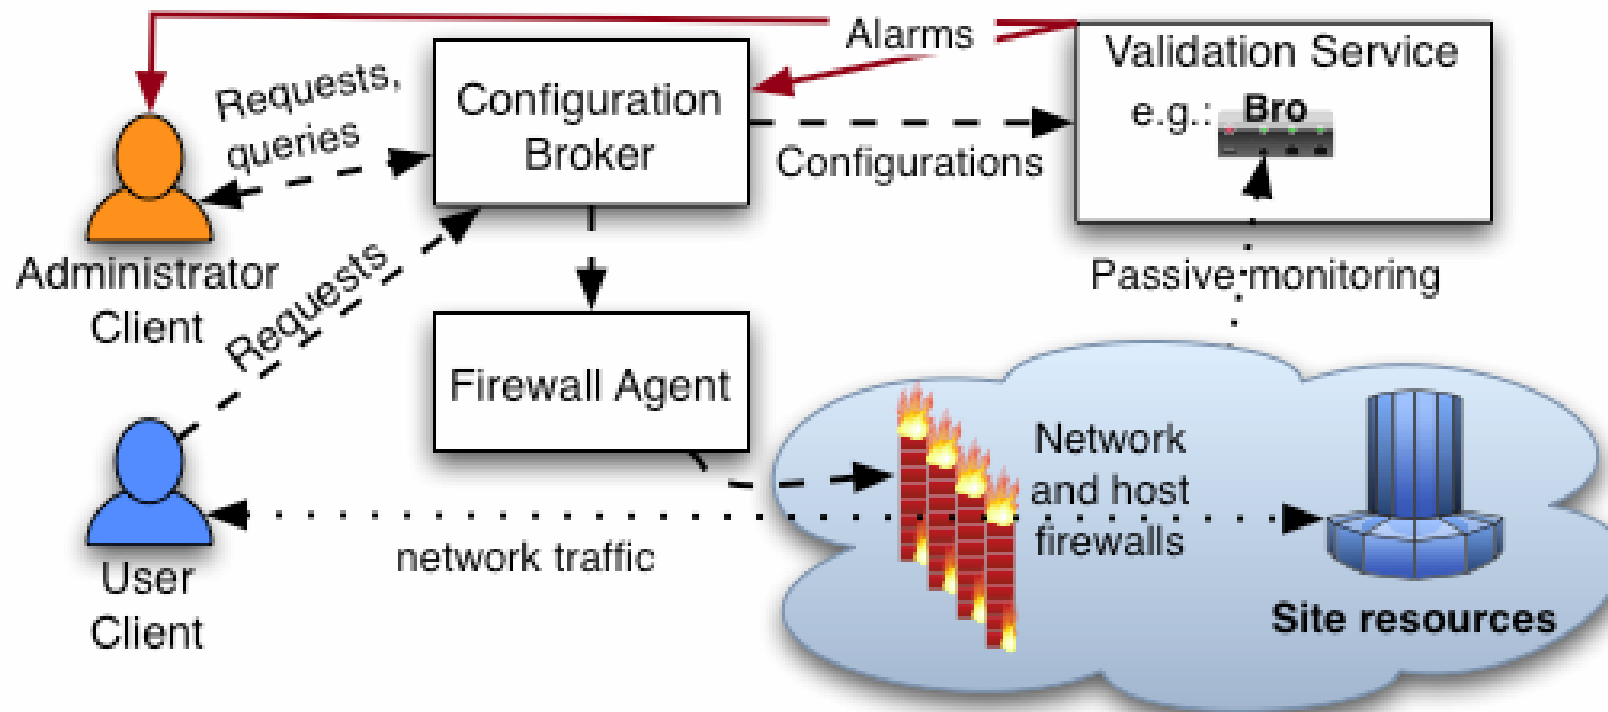 Alarms
Validation Service
e.g.: Bro
Requests,
queries
Configuration
Broker
Configurations
Administrator
Client
Requests
Passive monitoring
Firewall Agent
Network
and host
firewalls
network traffic
User
Client
Site resources